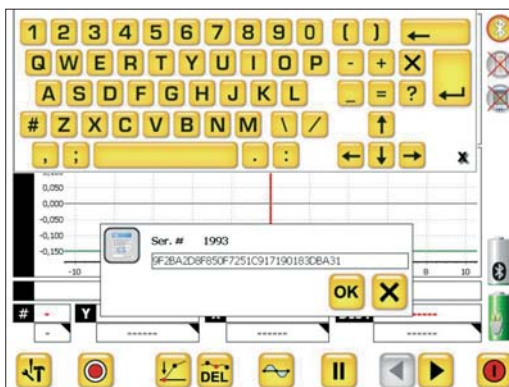 1 2 3 4 5 6 7 8 9 0 ( ) ←
Q W E R T Y U I O P - + X
A S D F G H J K L _ = ? ↵
# Z X C V B N M \ / ↑
, ; . : ← ↓ → x
0,050
0,000
-0,050
-0,100
-0,150
-10 8 10
Ser. # 1993
9F2BA2D8F850F7251C917190183DBA31
OK X
# - Y ------
- ------ ------ ------
T DEL